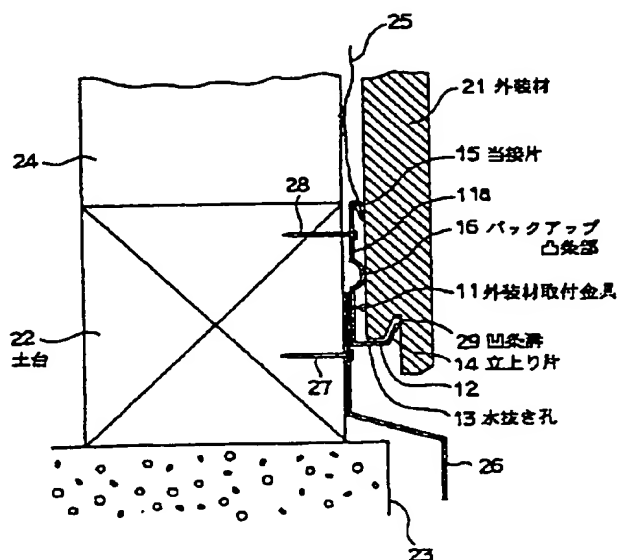 25
21 外装材
15 当接片
24
28
11a
16 バックアップ
凸条部
11 外装材取付金具
22
土台
29 凹条溝
14 立上り片
27
12
13 水抜き孔
26
23